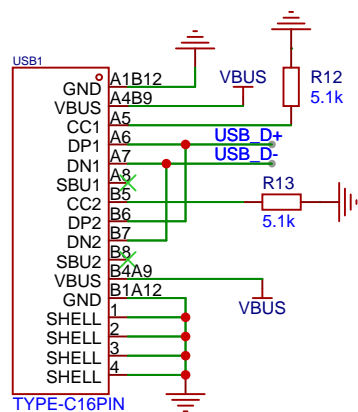 USB1
GND A1B12
VBUS A4B9 VBUS
CC1 A5
DP1 A6 USB_D+
DN1 A7 USB_D-
SBU1 A8
CC2 B5
DP2 B6
DN2 B7
SBU2 B8
VBUS B4A9
GND B1A12
SHELL 1
SHELL 2
SHELL 3
SHELL 4
TYPE-C16PIN
R12
5.1k
R13
5.1k
VBUS